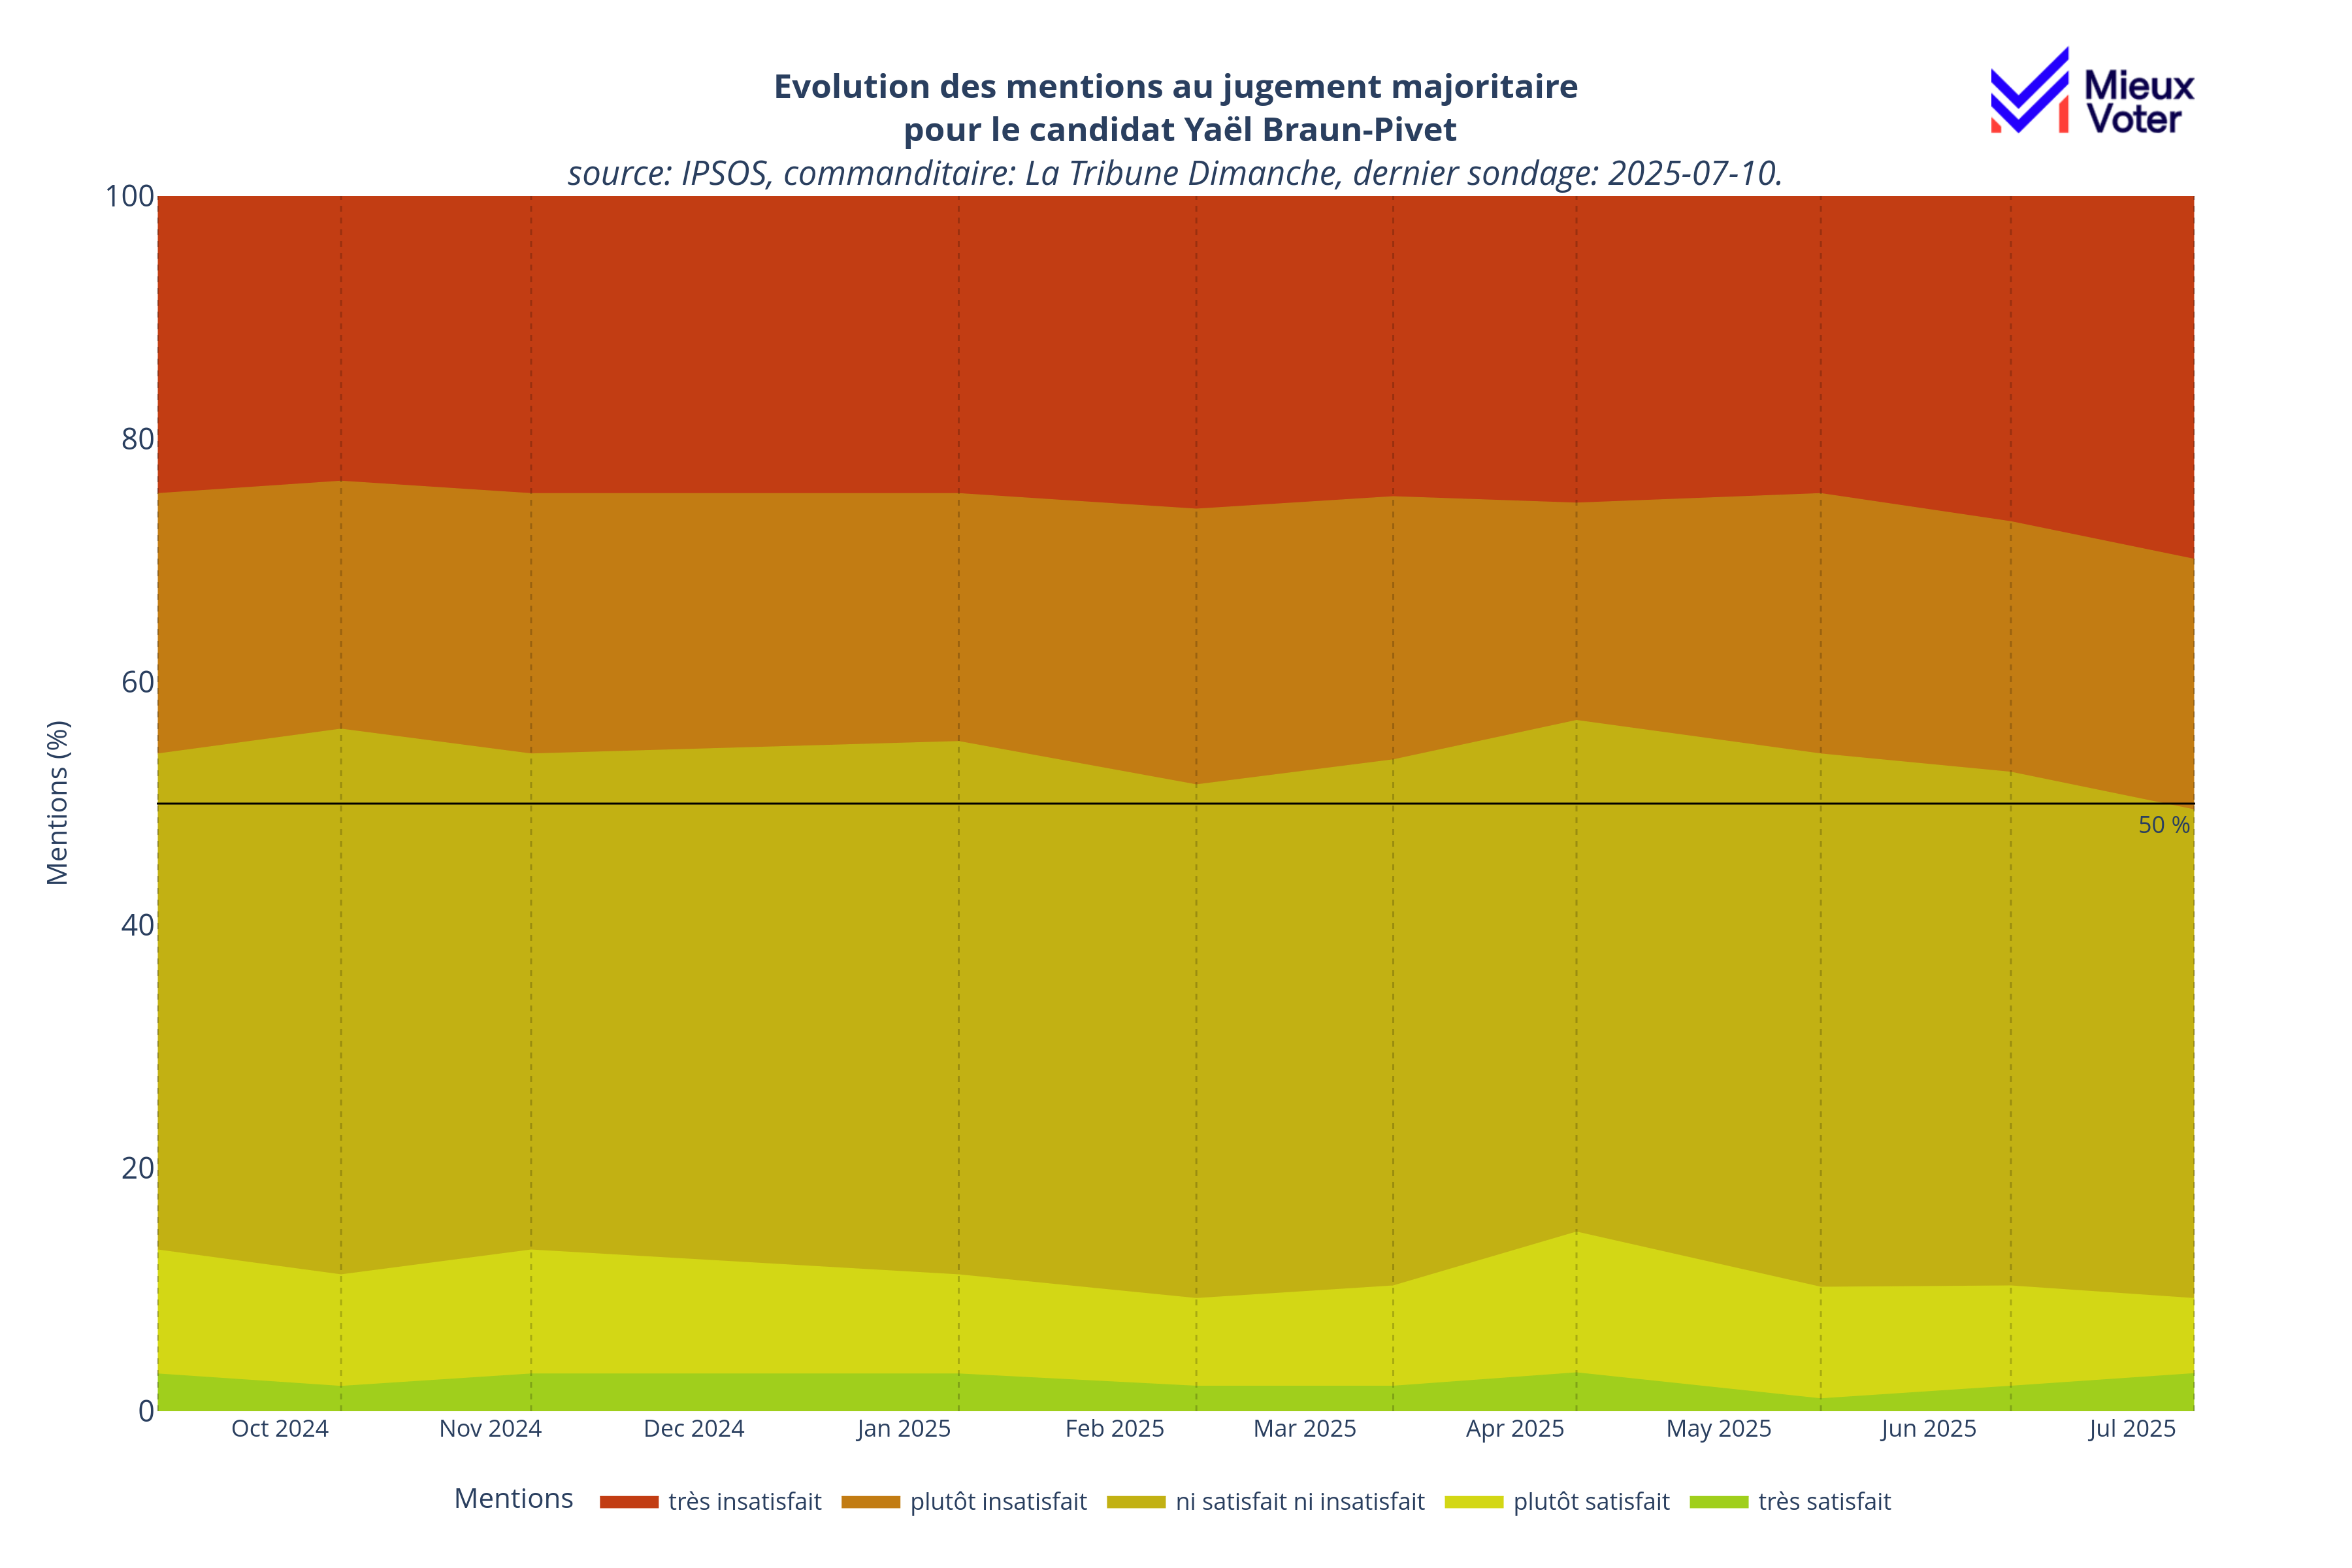 Evolution des mentions au jugement majoritaire
pour le candidat Yaël Braun-Pivet
source: IPSOS, commanditaire: La Tribune Dimanche, dernier sondage: 2025-07-10.
Mieux
Voter
Mentions (%)
100
80
60
40
20
0
50 %
Oct 2024
Nov 2024
Dec 2024
Jan 2025
Feb 2025
Mar 2025
Apr 2025
May 2025
Jun 2025
Jul 2025
Mentions
très insatisfait
plutôt insatisfait
ni satisfait ni insatisfait
plutôt satisfait
très satisfait